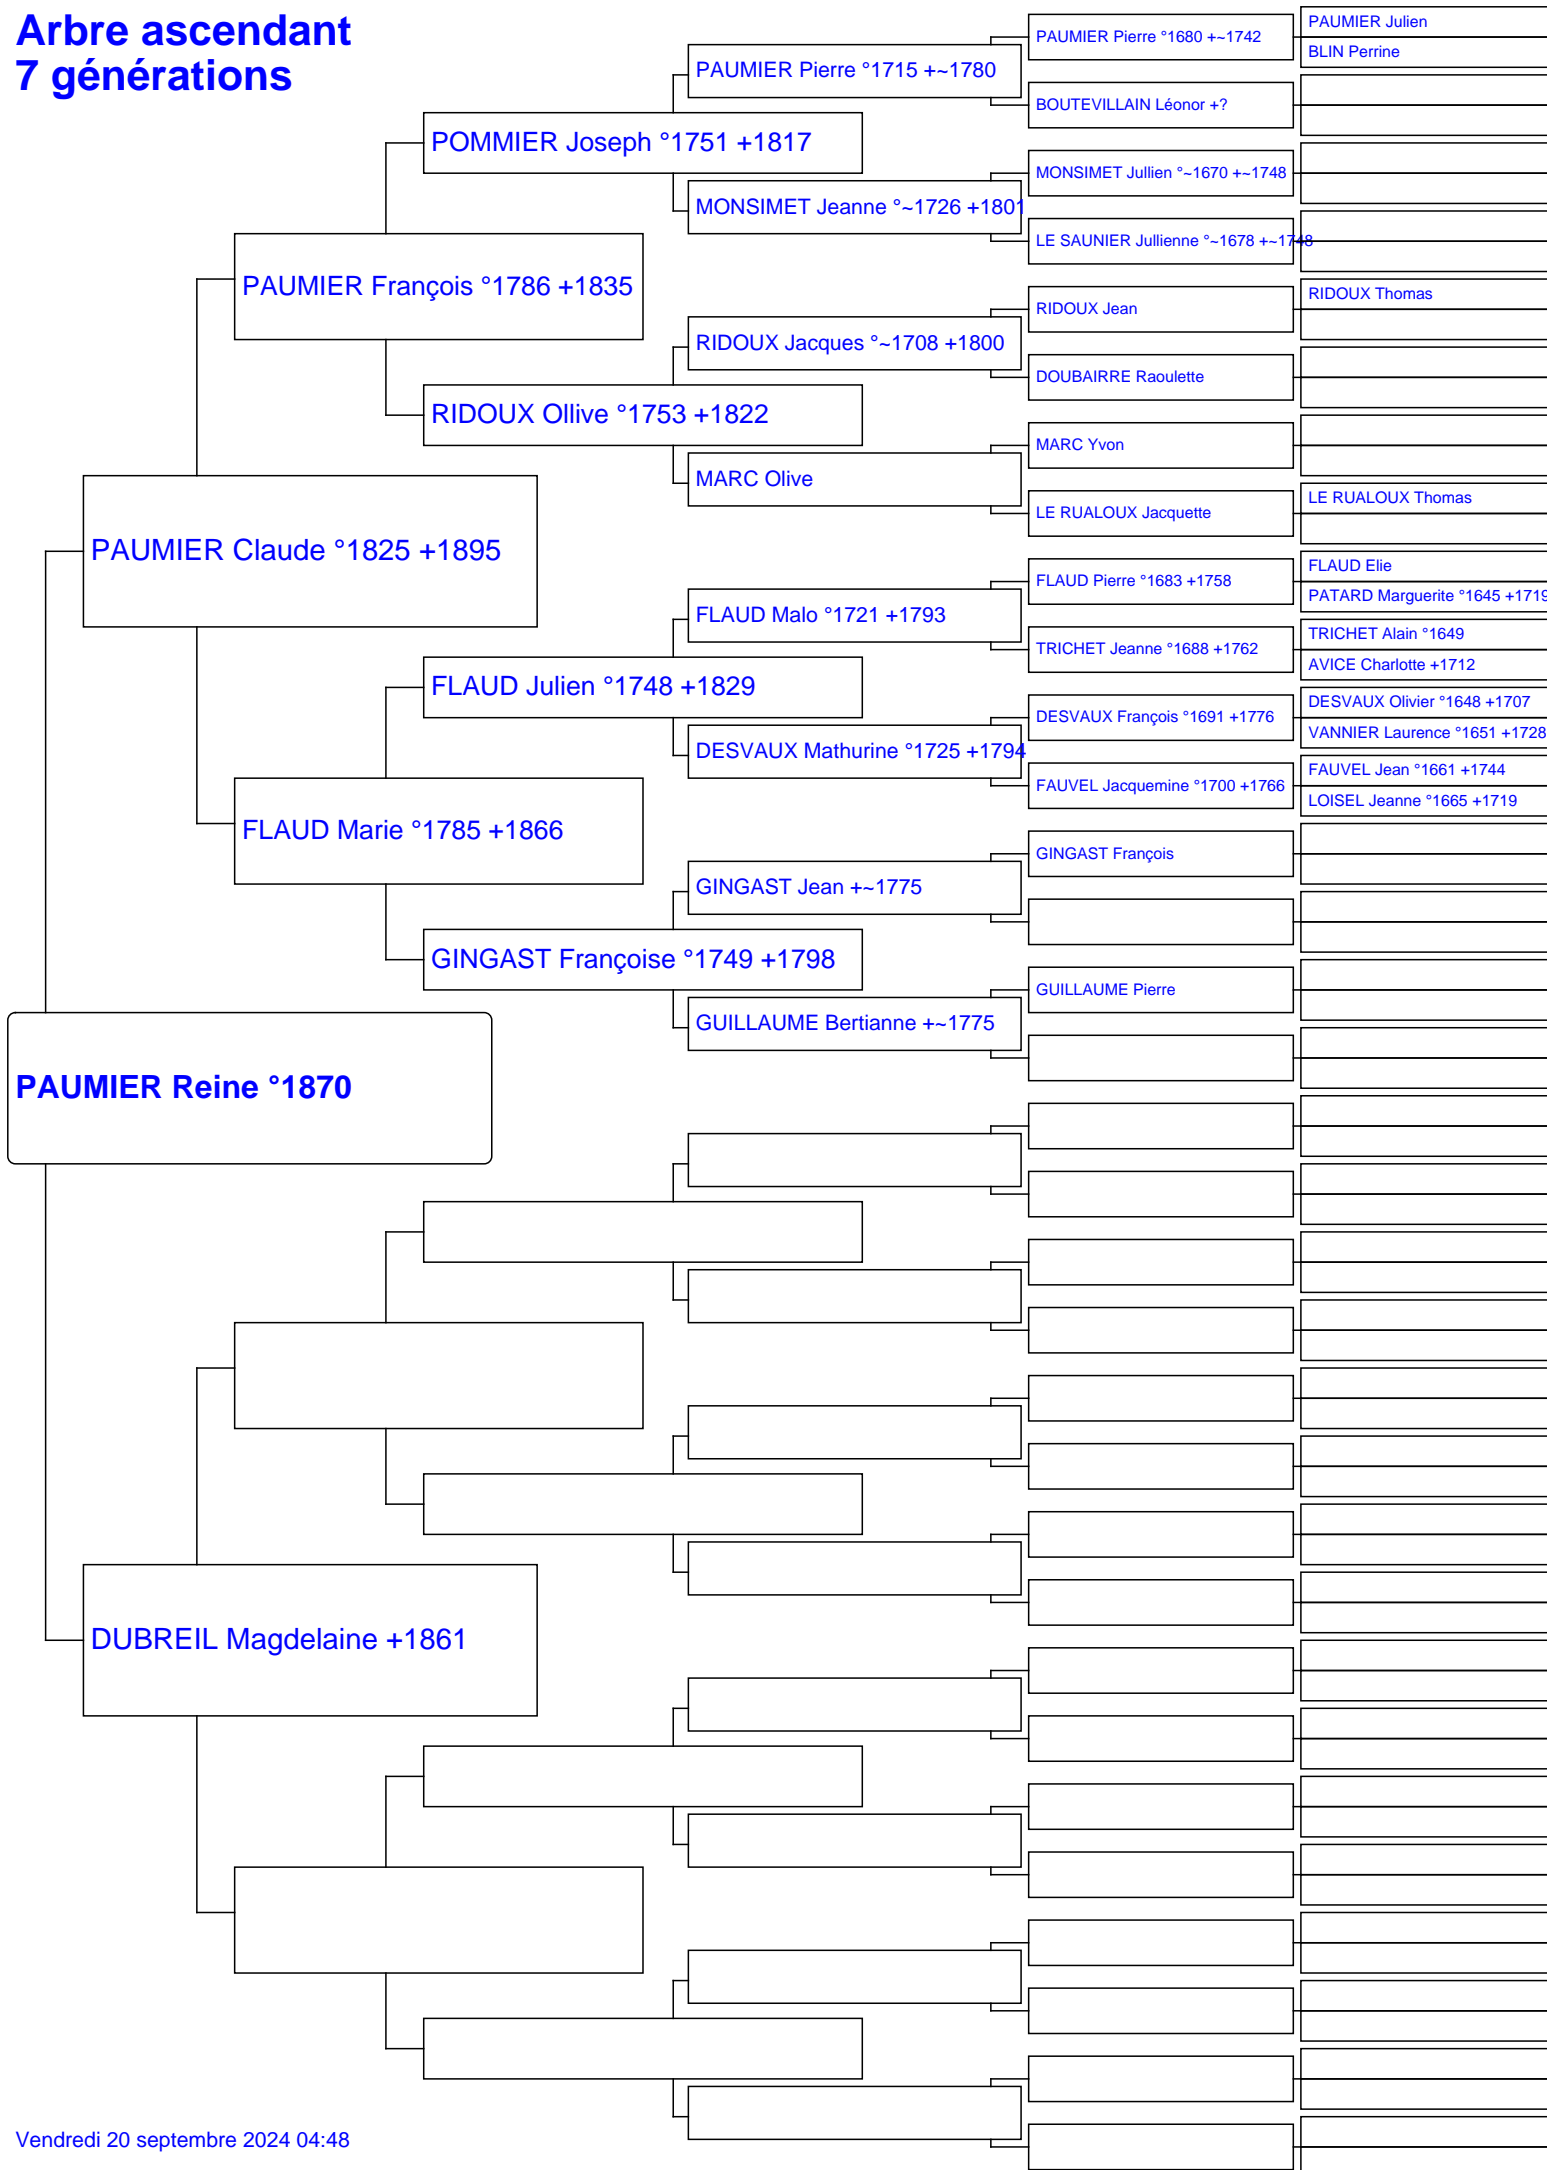 Arbre ascendant
7 générations
PAUMIER Reine °1870
PAUMIER Claude °1825 +1895
DUBREIL Magdelaine +1861
PAUMIER François °1786 +1835
FLAUD Marie °1785 +1866
POMMIER Joseph °1751 +1817
RIDOUX Ollive °1753 +1822
FLAUD Julien °1748 +1829
GINGAST Françoise °1749 +1798
PAUMIER Pierre °1715 +~1780
MONSIMET Jeanne °~1726 +1801
RIDOUX Jacques °~1708 +1800
MARC Olive
FLAUD Malo °1721 +1793
DESVAUX Mathurine °1725 +1794
GINGAST Jean +~1775
GUILLAUME Bertianne +~1775
PAUMIER Pierre °1680 +~1742
BOUTEVILLAIN Léonor +?
MONSIMET Jullien °~1670 +~1748
LE SAUNIER Jullienne °~1678 +~1748
RIDOUX Jean
DOUBAIRRE Raoulette
MARC Yvon
LE RUALOUX Jacquette
FLAUD Pierre °1683 +1758
TRICHET Jeanne °1688 +1762
DESVAUX François °1691 +1776
FAUVEL Jacquemine °1700 +1766
GINGAST François
GUILLAUME Pierre
PAUMIER Julien
BLIN Perrine
RIDOUX Thomas
LE RUALOUX Thomas
FLAUD Elie
PATARD Marguerite °1645 +1719
TRICHET Alain °1649
AVICE Charlotte +1712
DESVAUX Olivier °1648 +1707
VANNIER Laurence °1651 +1728
FAUVEL Jean °1661 +1744
LOISEL Jeanne °1665 +1719
Vendredi 20 septembre 2024 04:48